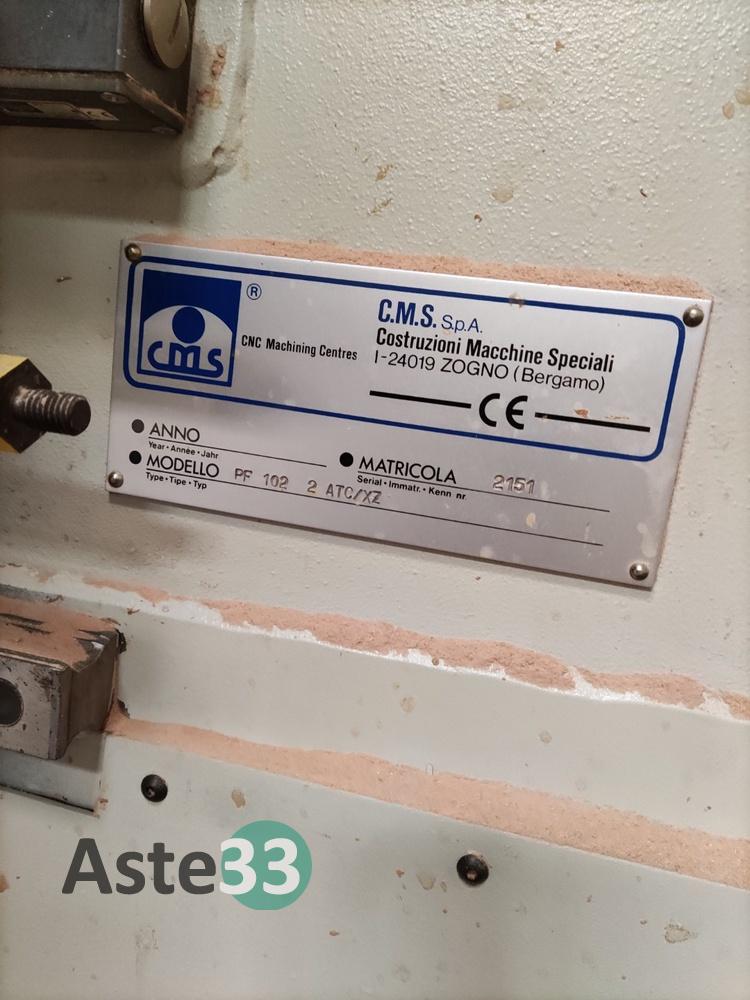 cms
®
CNC Machining Centres
C.M.S. S.p.A.
Costruzioni Macchine Speciali
I-24019 ZOGNO (Bergamo)
CE
ANNO
Year • Année • Jahr
MODELLO PF 102 2 ATC/XZ
Type • Tipe • Typ
MATRICOLA 2151
Serial • Immatr. • Kenn nr.
Aste33